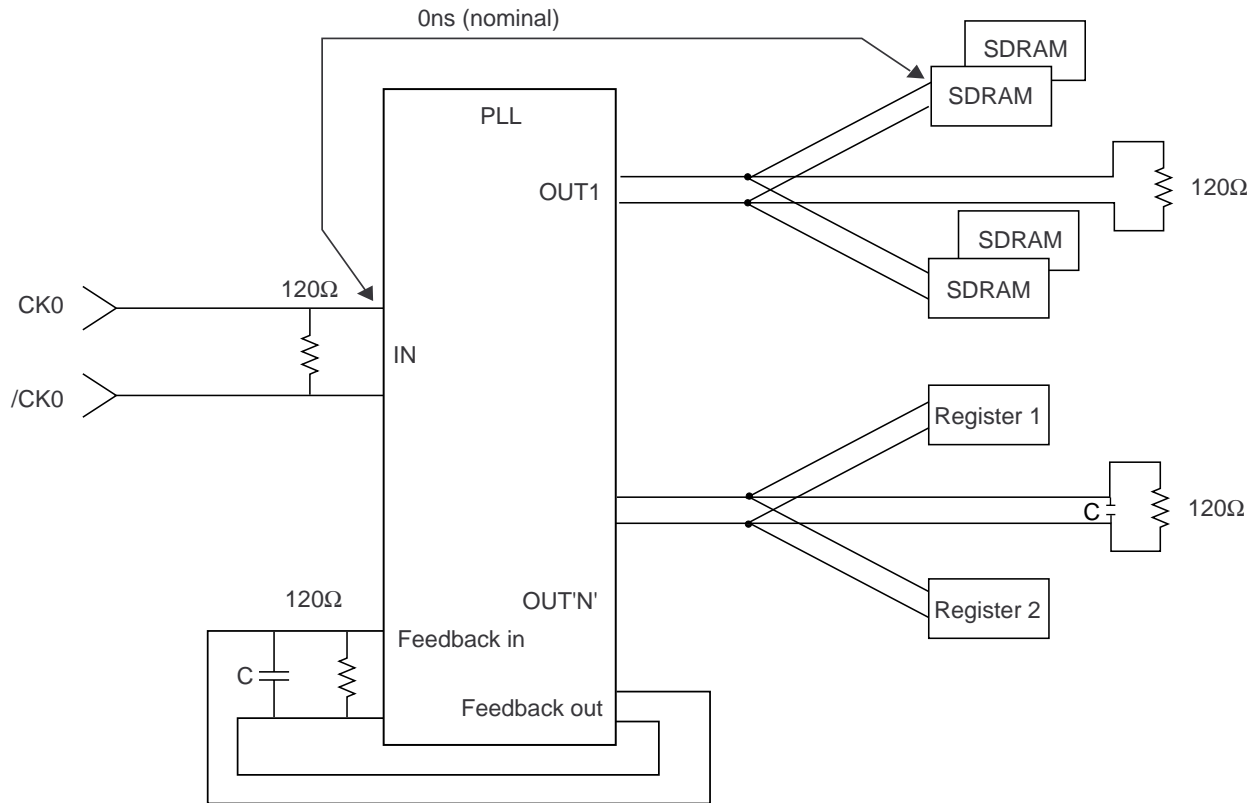 0ns (nominal)
SDRAM
SDRAM
PLL
OUT1
120Ω
SDRAM
SDRAM
120Ω
CK0
IN
/CK0
Register 1
C
120Ω
Register 2
OUT'N'
120Ω
Feedback in
C
Feedback out